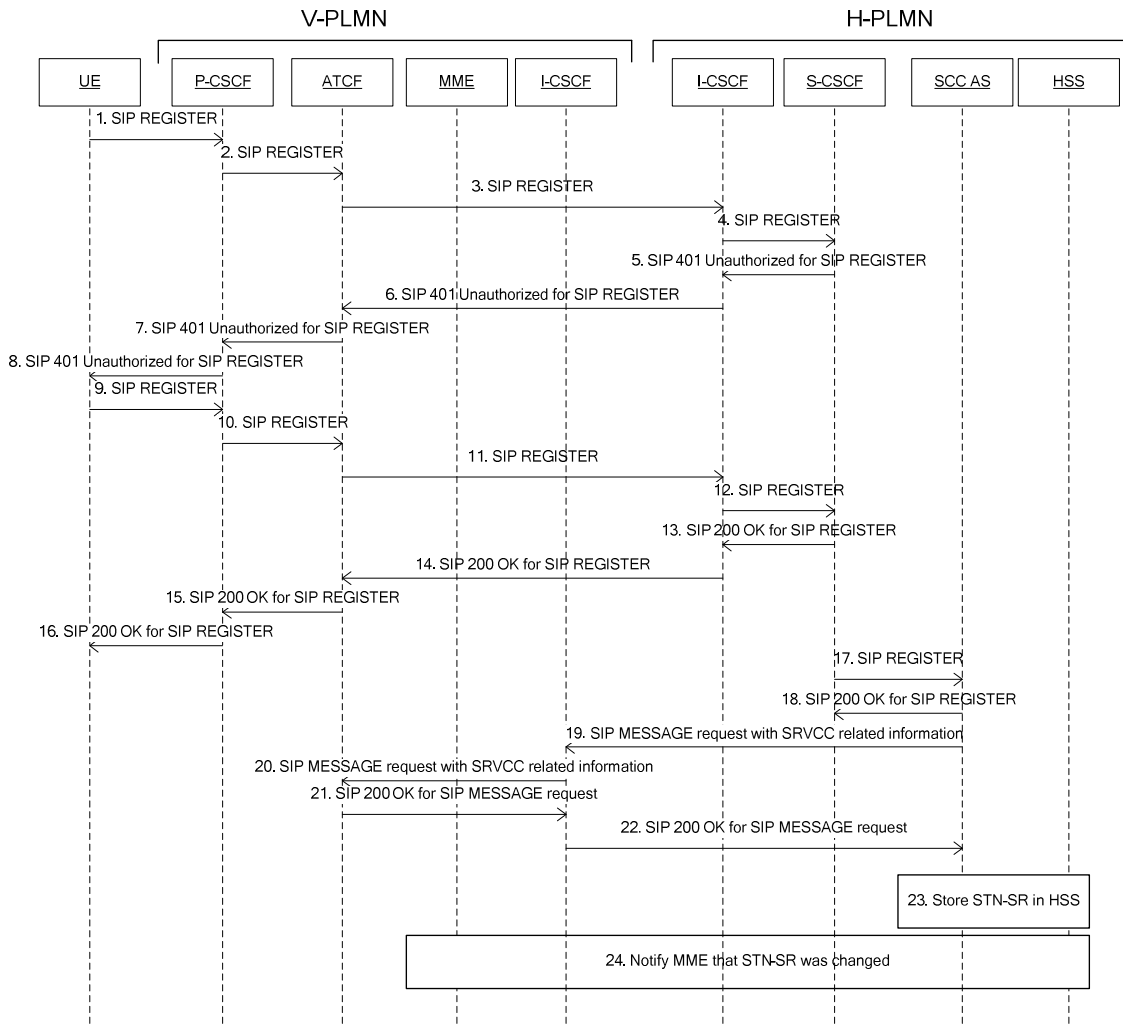 V-PLMN
H-PLMN
UE
P-CSCF
ATCF
MME
I-CSCF
I-CSCF
S-CSCF
SCC AS
HSS
1. SIP REGISTER
2. SIP REGISTER
3. SIP REGISTER
4. SIP REGISTER
5. SIP 401 Unauthorized for SIP REGISTER
6. SIP 401 Unauthorized for SIP REGISTER
7. SIP 401 Unauthorized for SIP REGISTER
8. SIP 401 Unauthorized for SIP REGISTER
9. SIP REGISTER
10. SIP REGISTER
11. SIP REGISTER
12. SIP REGISTER
13. SIP 200 OK for SIP REGISTER
14. SIP 200 OK for SIP REGISTER
15. SIP 200 OK for SIP REGISTER
16. SIP 200 OK for SIP REGISTER
17. SIP REGISTER
18. SIP 200 OK for SIP REGISTER
19. SIP MESSAGE request with SRVCC related information
20. SIP MESSAGE request with SRVCC related information
21. SIP 200 OK for SIP MESSAGE request
22. SIP 200 OK for SIP MESSAGE request
23. Store STN-SR in HSS
24. Notify MME that STN-SR was changed